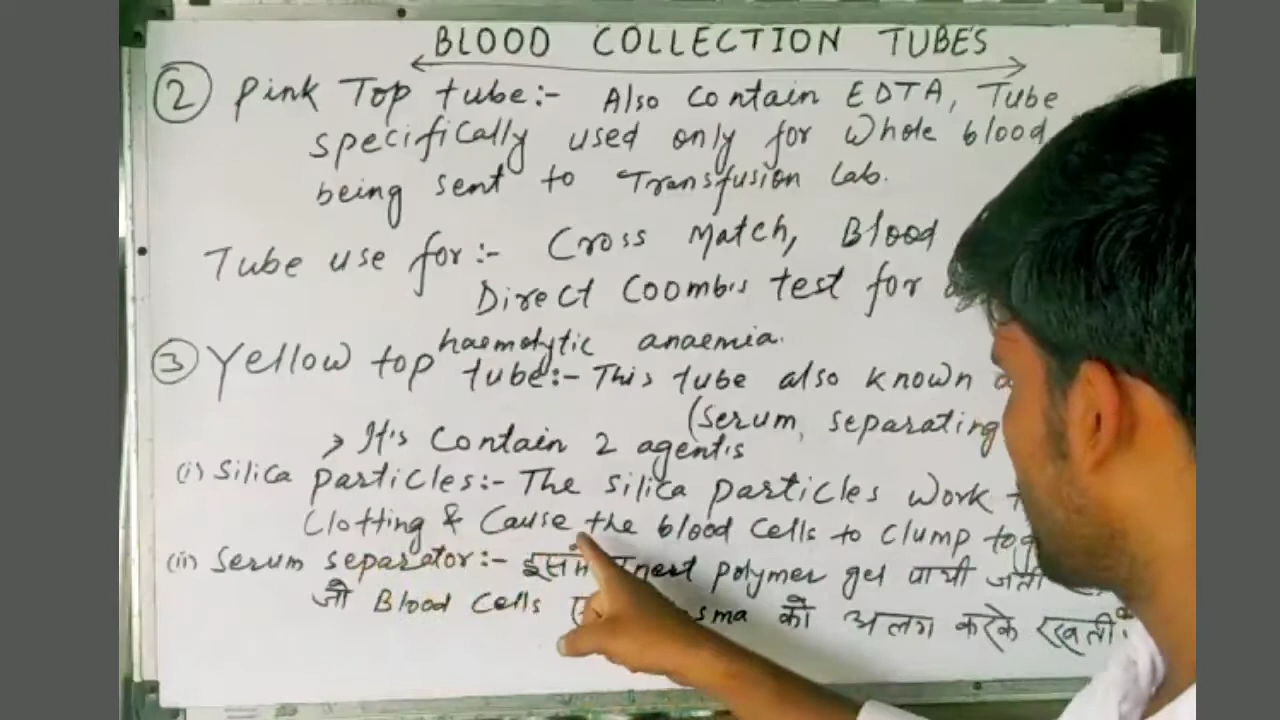 BLOOD COLLECTION TUBES
② Pink Top tube:- Also Contain EDTA, Tube
specifically used only for Whole blood
being sent to Transfusion Lab.
Tube use for:- Cross Match, Blood
Direct Coomb's test for
haemolytic anaemia.
③ Yellow top tube:- This tube also known
(Serum, separating
> It's Contain 2 agent's
(i) Silica particles:- The Silica particles work
Clotting & Cause the blood Cells to Clump
(ii) Serum separator:- polymer gel पायी जाती
जो Blood Cells को अलग करके रखती